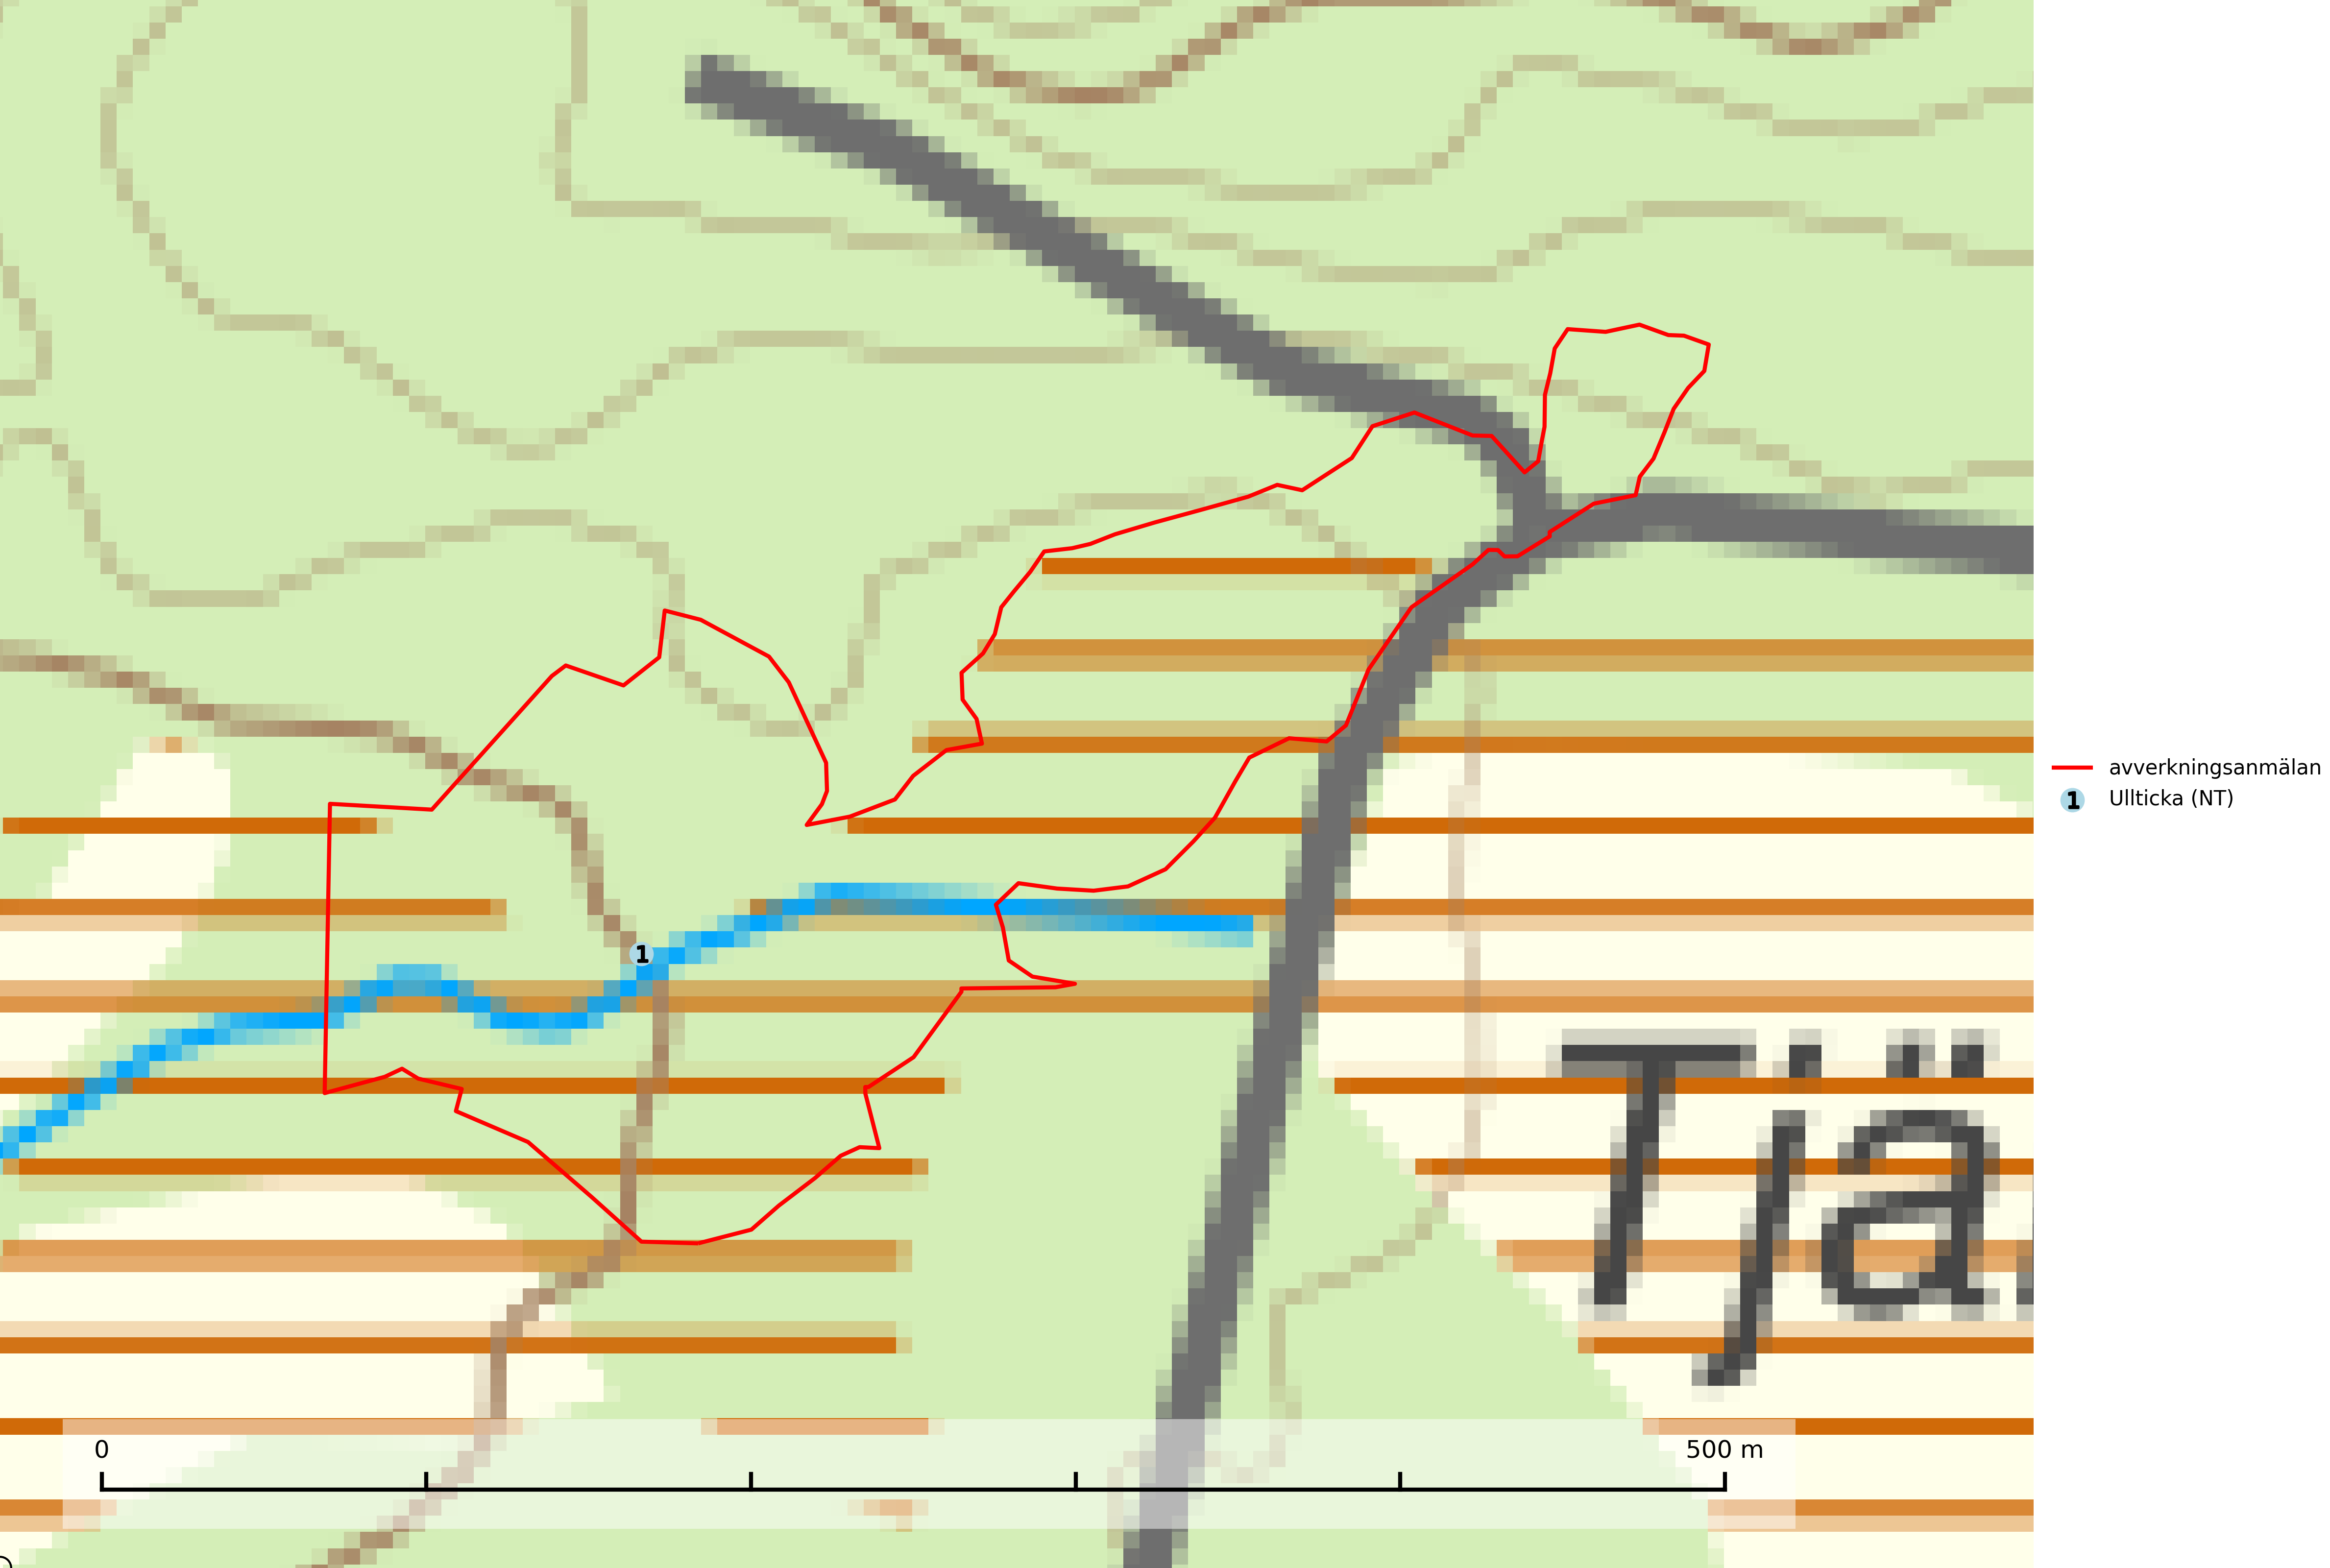 avverkningsanmälan
1 Ullticka (NT)
1
Tjä
0 500 m